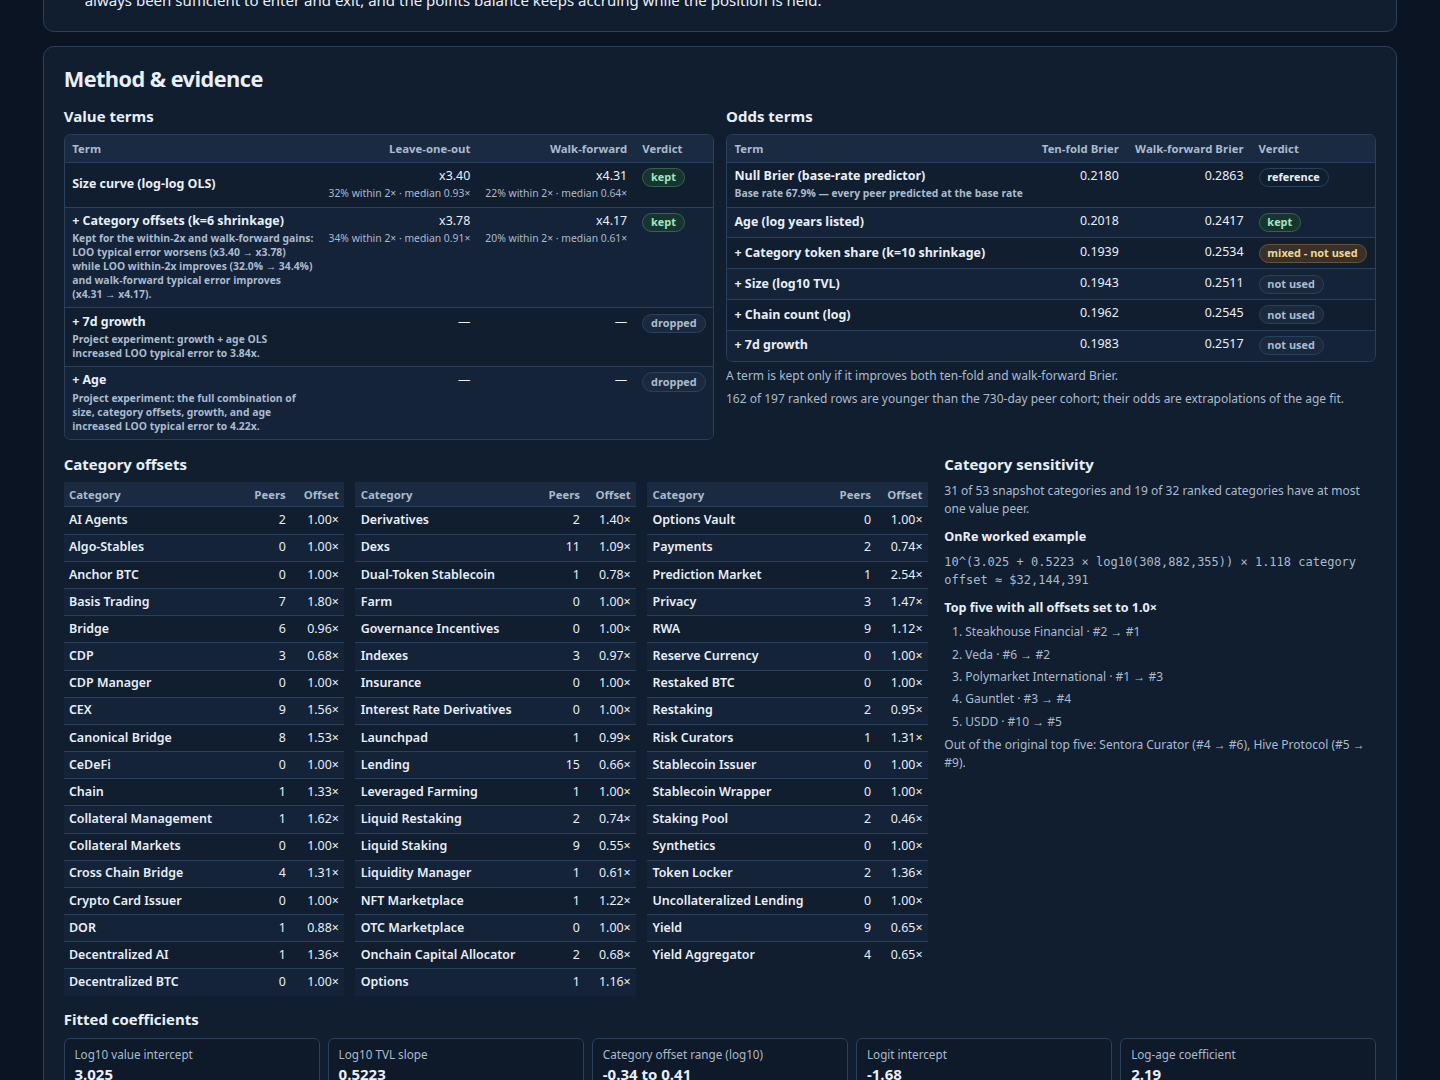 always been sufficient to enter and exit, and the points balance keeps accruing while the position is held.
Method & evidence
Value terms
Term Leave-one-out Walk-forward Verdict
Size curve (log-log OLS) x3.40 x4.31 kept
32% within 2× · median 0.93× 22% within 2× · median 0.64×
+ Category offsets (k=6 shrinkage) x3.78 x4.17 kept
Kept for the within-2x and walk-forward gains: 34% within 2× · median 0.91× 20% within 2× · median 0.61×
LOO typical error worsens (x3.40 → x3.78)
while LOO within-2x improves (32.0% → 34.4%)
and walk-forward typical error improves
(x4.31 → x4.17).
+ 7d growth — — dropped
Project experiment: growth + age OLS
increased LOO typical error to 3.84x.
+ Age — — dropped
Project experiment: the full combination of
size, category offsets, growth, and age
increased LOO typical error to 4.22x.
Odds terms
Term Ten-fold Brier Walk-forward Brier Verdict
Null Brier (base-rate predictor) 0.2180 0.2863 reference
Base rate 67.9% — every peer predicted at the base rate
Age (log years listed) 0.2018 0.2417 kept
+ Category token share (k=10 shrinkage) 0.1939 0.2534 mixed - not used
+ Size (log10 TVL) 0.1943 0.2511 not used
+ Chain count (log) 0.1962 0.2545 not used
+ 7d growth 0.1983 0.2517 not used
A term is kept only if it improves both ten-fold and walk-forward Brier.
162 of 197 ranked rows are younger than the 730-day peer cohort; their odds are extrapolations of the age fit.
Category offsets
Category Peers Offset
AI Agents 2 1.00×
Algo-Stables 0 1.00×
Anchor BTC 0 1.00×
Basis Trading 7 1.80×
Bridge 6 0.96×
CDP 3 0.68×
CDP Manager 0 1.00×
CEX 9 1.56×
Canonical Bridge 8 1.53×
CeDeFi 0 1.00×
Chain 1 1.33×
Collateral Management 1 1.62×
Collateral Markets 0 1.00×
Cross Chain Bridge 4 1.31×
Crypto Card Issuer 0 1.00×
DOR 1 0.88×
Decentralized AI 1 1.36×
Decentralized BTC 0 1.00×
Category Peers Offset
Derivatives 2 1.40×
Dexs 11 1.09×
Dual-Token Stablecoin 1 0.78×
Farm 0 1.00×
Governance Incentives 0 1.00×
Indexes 3 0.97×
Insurance 0 1.00×
Interest Rate Derivatives 0 1.00×
Launchpad 1 0.99×
Lending 15 0.66×
Leveraged Farming 1 1.00×
Liquid Restaking 2 0.74×
Liquid Staking 9 0.55×
Liquidity Manager 1 0.61×
NFT Marketplace 1 1.22×
OTC Marketplace 0 1.00×
Onchain Capital Allocator 2 0.68×
Options 1 1.16×
Category Peers Offset
Options Vault 0 1.00×
Payments 2 0.74×
Prediction Market 1 2.54×
Privacy 3 1.47×
RWA 9 1.12×
Reserve Currency 0 1.00×
Restaked BTC 0 1.00×
Restaking 2 0.95×
Risk Curators 1 1.31×
Stablecoin Issuer 0 1.00×
Stablecoin Wrapper 0 1.00×
Staking Pool 2 0.46×
Synthetics 0 1.00×
Token Locker 2 1.36×
Uncollateralized Lending 0 1.00×
Yield 9 0.65×
Yield Aggregator 4 0.65×
Category sensitivity
31 of 53 snapshot categories and 19 of 32 ranked categories have at most
one value peer.
OnRe worked example
10^(3.025 + 0.5223 × log10(308,882,355)) × 1.118 category
offset ≈ $32,144,391
Top five with all offsets set to 1.0×
1. Steakhouse Financial · #2 → #1
2. Veda · #6 → #2
3. Polymarket International · #1 → #3
4. Gauntlet · #3 → #4
5. USDD · #10 → #5
Out of the original top five: Sentora Curator (#4 → #6), Hive Protocol (#5 →
#9).
Fitted coefficients
Log10 value intercept
3.025
Log10 TVL slope
0.5223
Category offset range (log10)
-0.34 to 0.41
Logit intercept
-1.68
Log-age coefficient
2.19